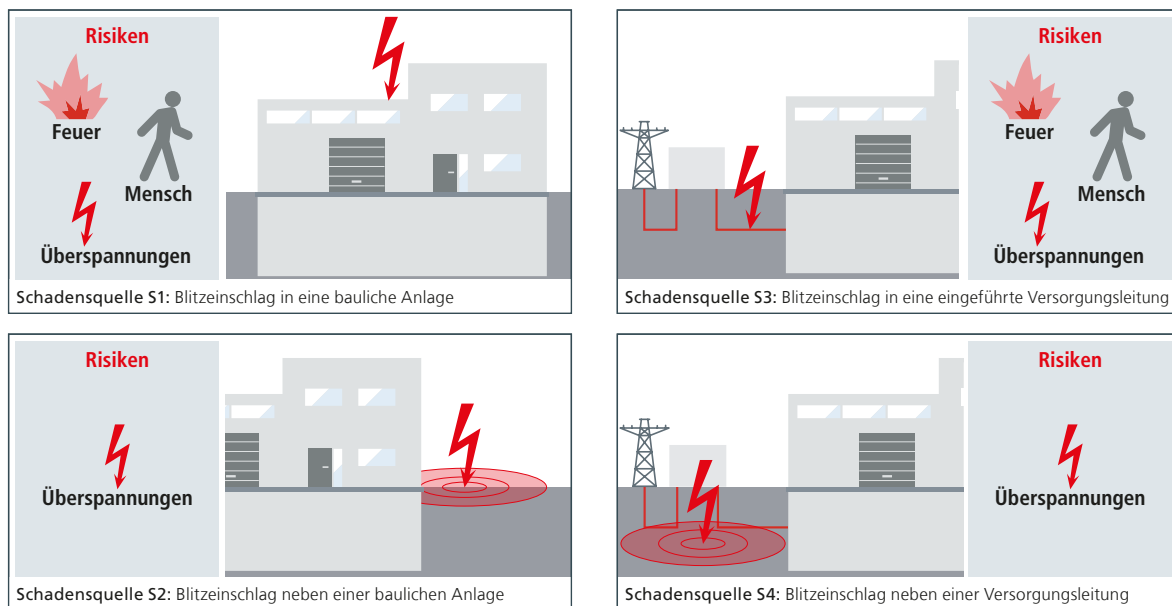 Risiken
Feuer
Mensch
Überspannungen
Schadensquelle S1: Blitzeinschlag in eine bauliche Anlage
Risiken
Feuer
Mensch
Überspannungen
Schadensquelle S3: Blitzeinschlag in eine eingeführte Versorgungsleitung
Risiken
Überspannungen
Schadensquelle S2: Blitzeinschlag neben einer baulichen Anlage
Risiken
Überspannungen
Schadensquelle S4: Blitzeinschlag neben einer Versorgungsleitung